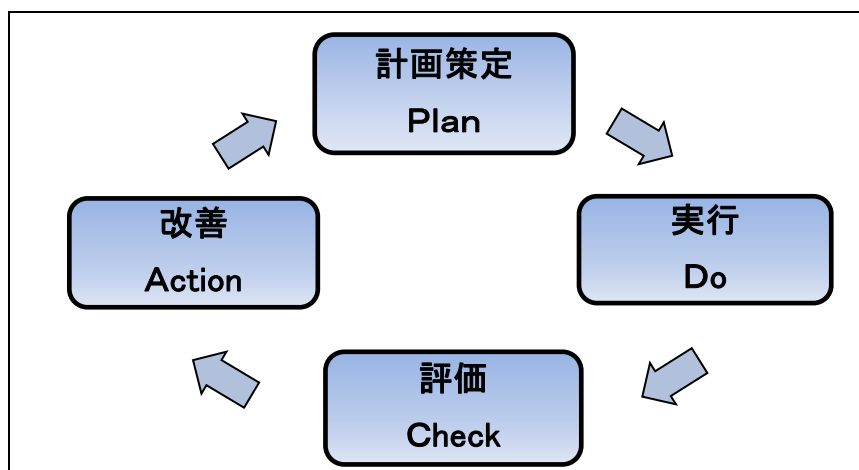 計画策定
Plan
実行
Do
評価
Check
改善
Action